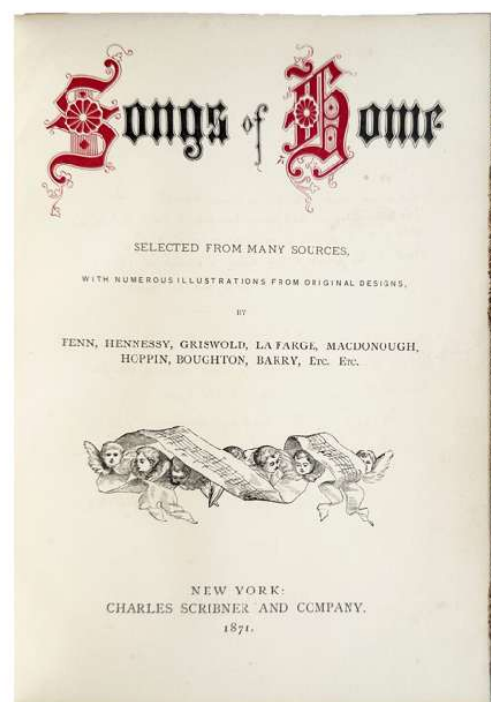 Songs of Home
SELECTED FROM MANY SOURCES,
WITH NUMEROUS ILLUSTRATIONS FROM ORIGINAL DESIGNS,
BY
FENN, HENNESSY, GRISWOLD, LA FARGE, MACDONOUGH,
HOPPIN, BOUGHTON, BARRY, Etc. Etc.
NEW YORK:
CHARLES SCRIBNER AND COMPANY.
1871.